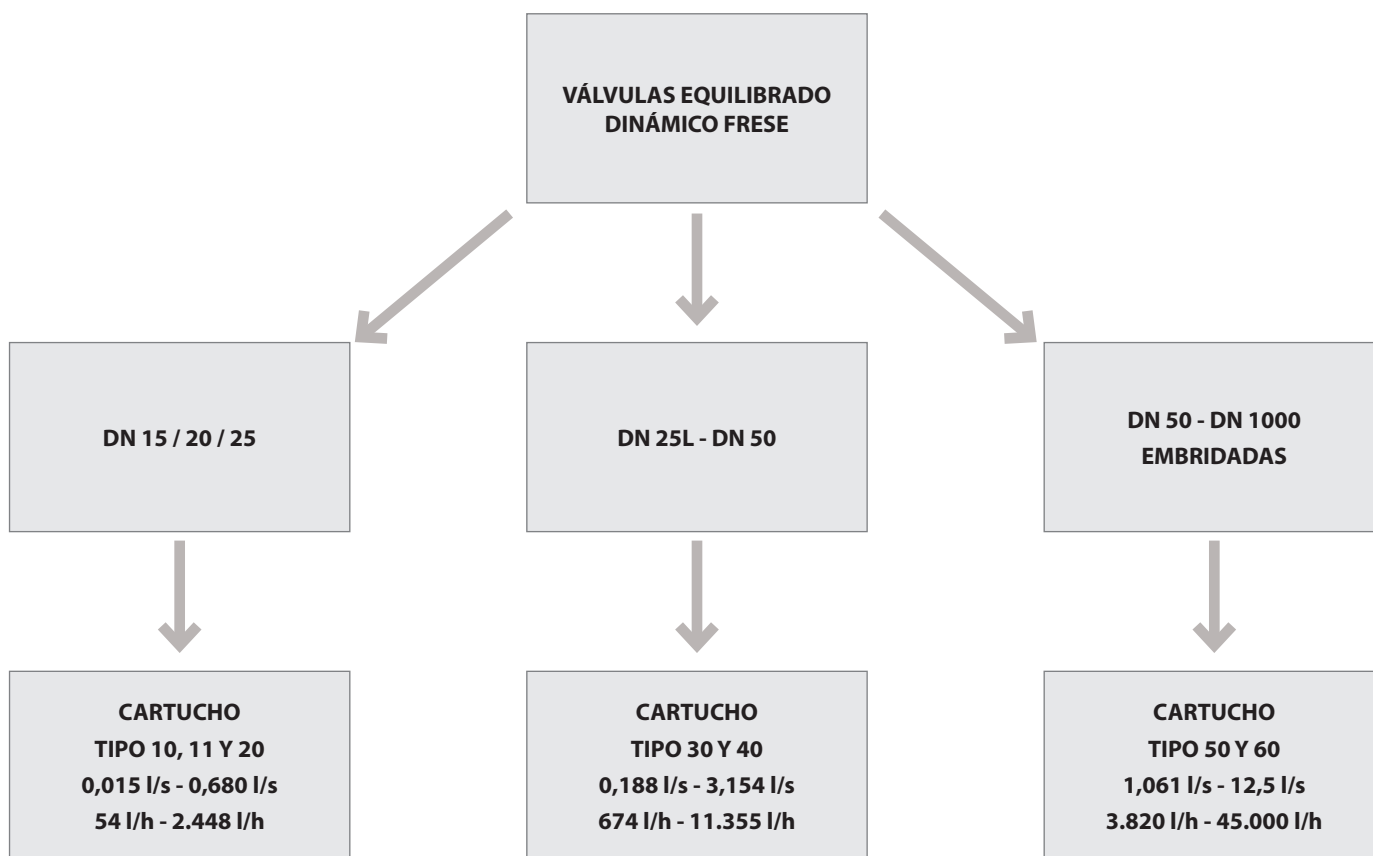 VÁLVULAS EQUILIBRADO
DINÁMICO FRESE
DN 15 / 20 / 25
DN 25L - DN 50
DN 50 - DN 1000
EMBRIDADAS
CARTUCHO
TIPO 10, 11 Y 20
0,015 l/s - 0,680 l/s
54 l/h - 2.448 l/h
CARTUCHO
TIPO 30 Y 40
0,188 l/s - 3,154 l/s
674 l/h - 11.355 l/h
CARTUCHO
TIPO 50 Y 60
1,061 l/s - 12,5 l/s
3.820 l/h - 45.000 l/h